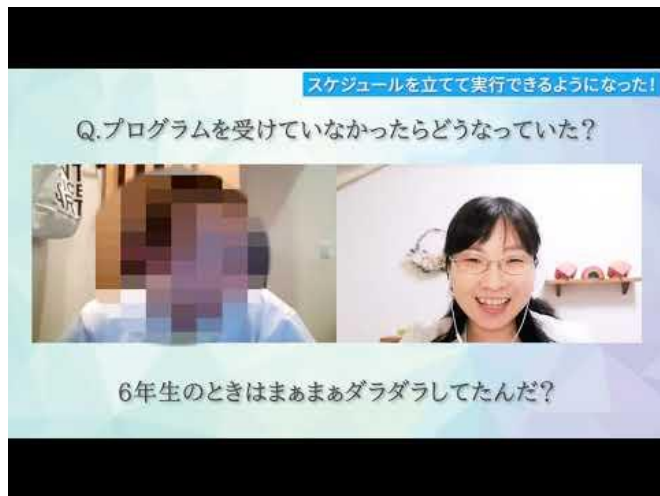 スケジュールを立てて実行できるようになった!
Q.プログラムを受けていなかったらどうなっていた?
6年生のときはまぁまぁダラダラしてたんだ?